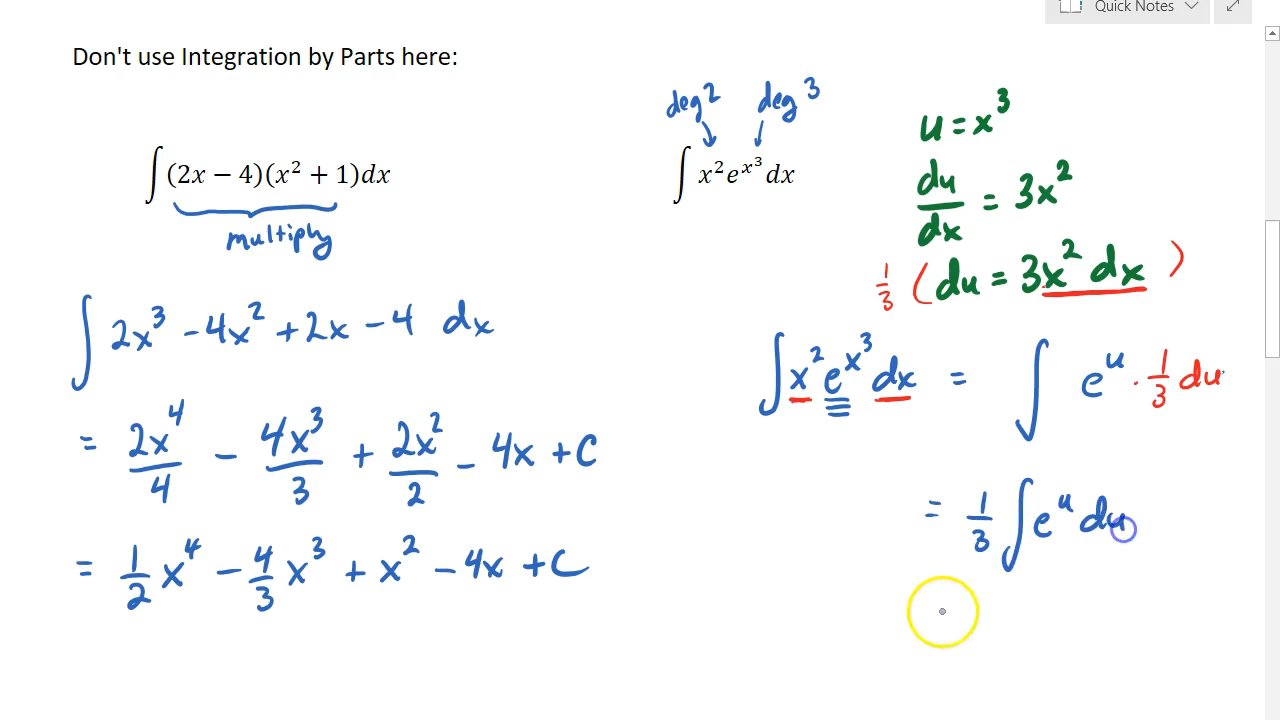 Quick Notes
Don't use Integration by Parts here:
∫(2x − 4)(x² + 1)dx
multiply
∫ 2x³ - 4x² + 2x - 4 dx
= 2x⁴/4 - 4x³/3 + 2x²/2 - 4x + C
= 1/2 x⁴ - 4/3 x³ + x² - 4x + C
deg 2 deg 3
∫ x²e^x³ dx
u = x³
du/dx = 3x²
1/3 ( du = 3x² dx )
∫ x² e^x³ dx = ∫ e^u · 1/3 du
= 1/3 ∫ e^u du